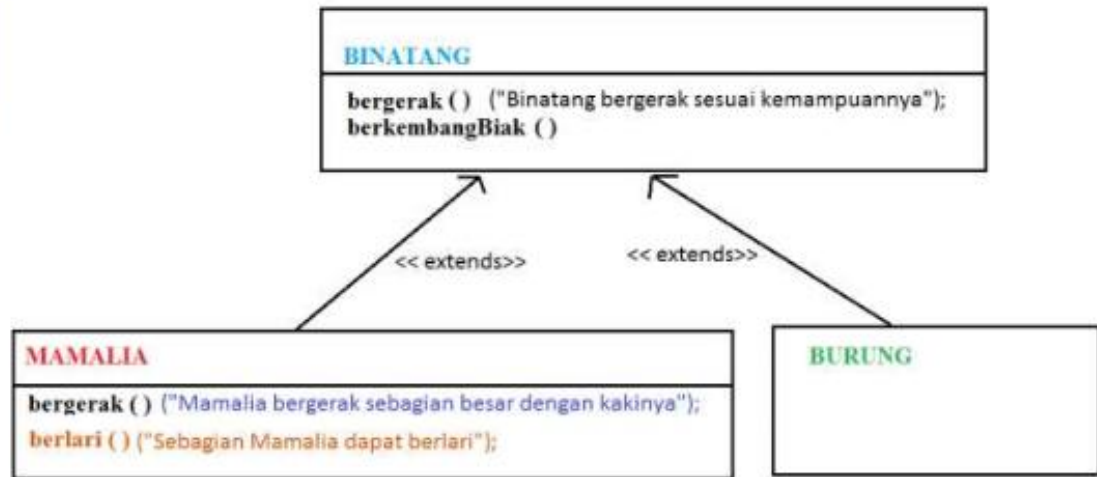 BINATANG
bergerak ( ) ("Binatang bergerak sesuai kemampuannya");
berkembangBiak ( )
<< extends>>
<< extends>>
MAMALIA
bergerak ( ) ("Mamalia bergerak sebagian besar dengan kakinya");
berlari ( ) ("Sebagian Mamalia dapat berlari");
BURUNG